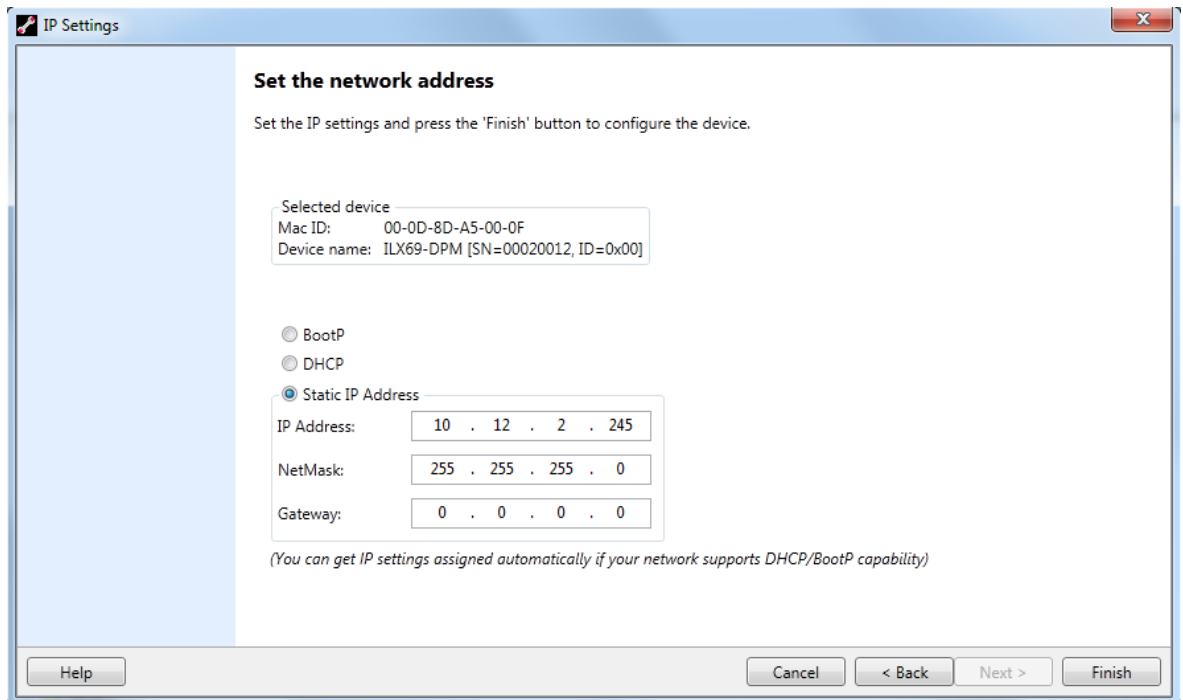 IP Settings
Set the network address
Set the IP settings and press the 'Finish' button to configure the device.
Selected device
Mac ID: 00-0D-8D-A5-00-0F
Device name: ILX69-DPM [SN=00020012, ID=0x00]
BootP
DHCP
Static IP Address
IP Address: 10 . 12 . 2 . 245
NetMask: 255 . 255 . 255 . 0
Gateway: 0 . 0 . 0 . 0
(You can get IP settings assigned automatically if your network supports DHCP/BootP capability)
Help Cancel < Back Next > Finish